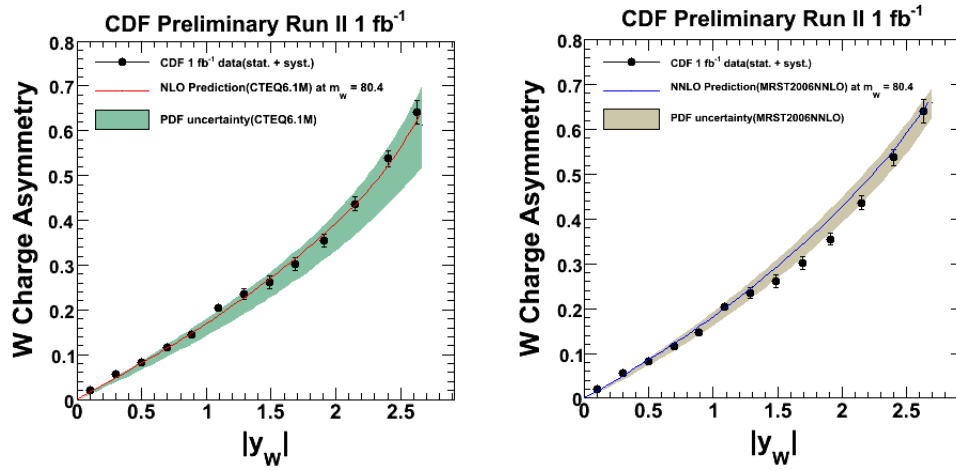 CDF Preliminary Run II 1 fb⁻¹
W Charge Asymmetry
0.8
0.7
0.6
0.5
0.4
0.3
0.2
0.1
0
CDF 1 fb⁻¹ data(stat. + syst.)
NLO Prediction(CTEQ6.1M) at m_w = 80.4
PDF uncertainty(CTEQ6.1M)
0 0.5 1 1.5 2 2.5
|y_W|
CDF Preliminary Run II 1 fb⁻¹
W Charge Asymmetry
0.8
0.7
0.6
0.5
0.4
0.3
0.2
0.1
0
CDF 1 fb⁻¹ data(stat. + syst.)
NNLO Prediction(MRST2006NNLO) at m_w = 80.4
PDF uncertainty(MRST2006NNLO)
0 0.5 1 1.5 2 2.5
|y_W|